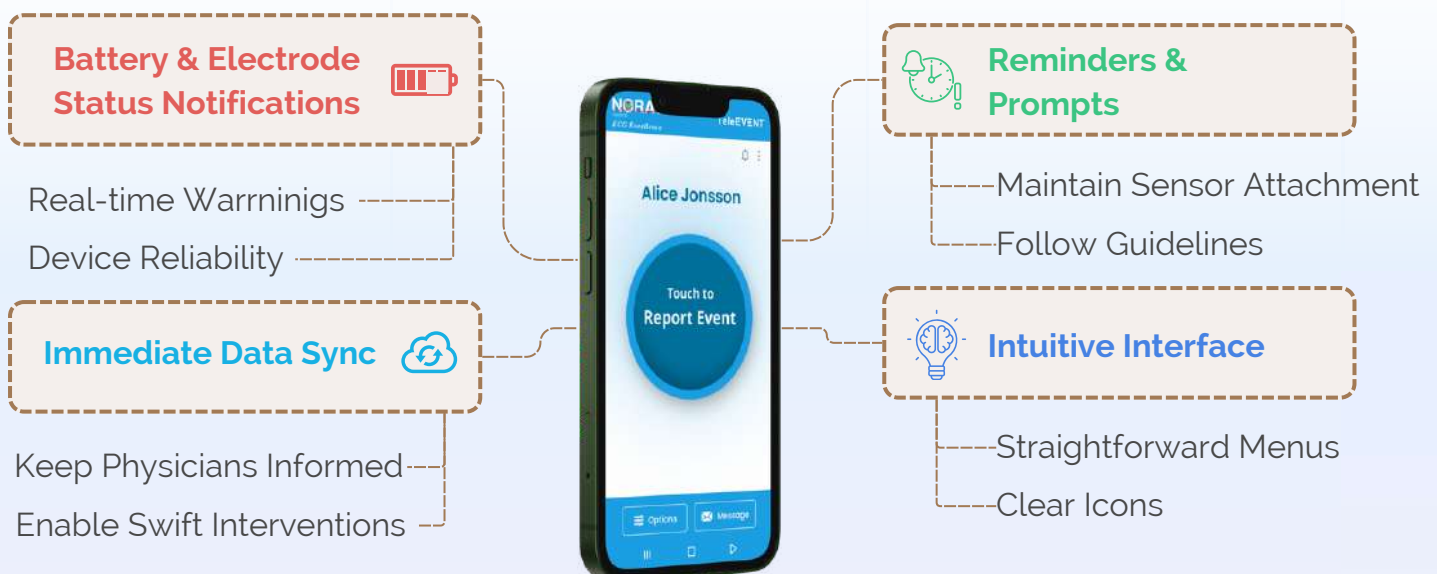 Battery & Electrode
Status Notifications
Real-time Warrninigs
Device Reliability
Immediate Data Sync
Keep Physicians Informed
Enable Swift Interventions
NORA
TeleEVENT
ECG Excellence
Alice Jonsson
Touch to
Report Event
Options
Message
Reminders &
Prompts
Maintain Sensor Attachment
Follow Guidelines
Intuitive Interface
Straightforward Menus
Clear Icons